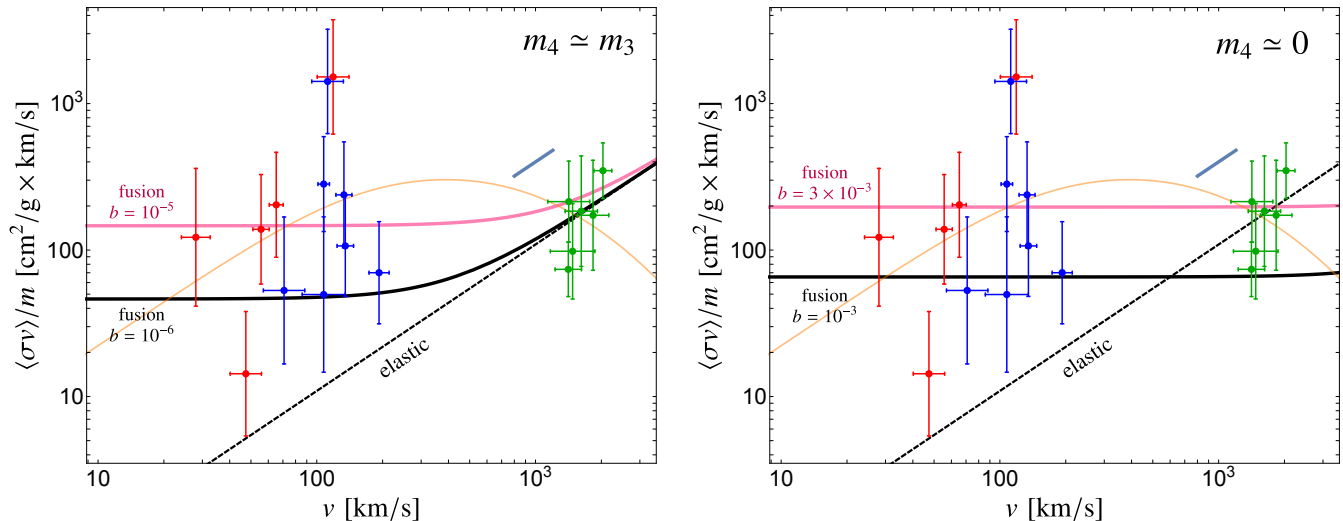 m₄ ≃ m₃
10³
100
10
⟨σv⟩/m [cm²/g × km/s]
fusion
b = 10⁻⁵
fusion
b = 10⁻⁶
elastic
10
100
10³
v [km/s]
m₄ ≃ 0
10³
100
10
⟨σv⟩/m [cm²/g × km/s]
fusion
b = 3 × 10⁻³
fusion
b = 10⁻³
elastic
10
100
10³
v [km/s]